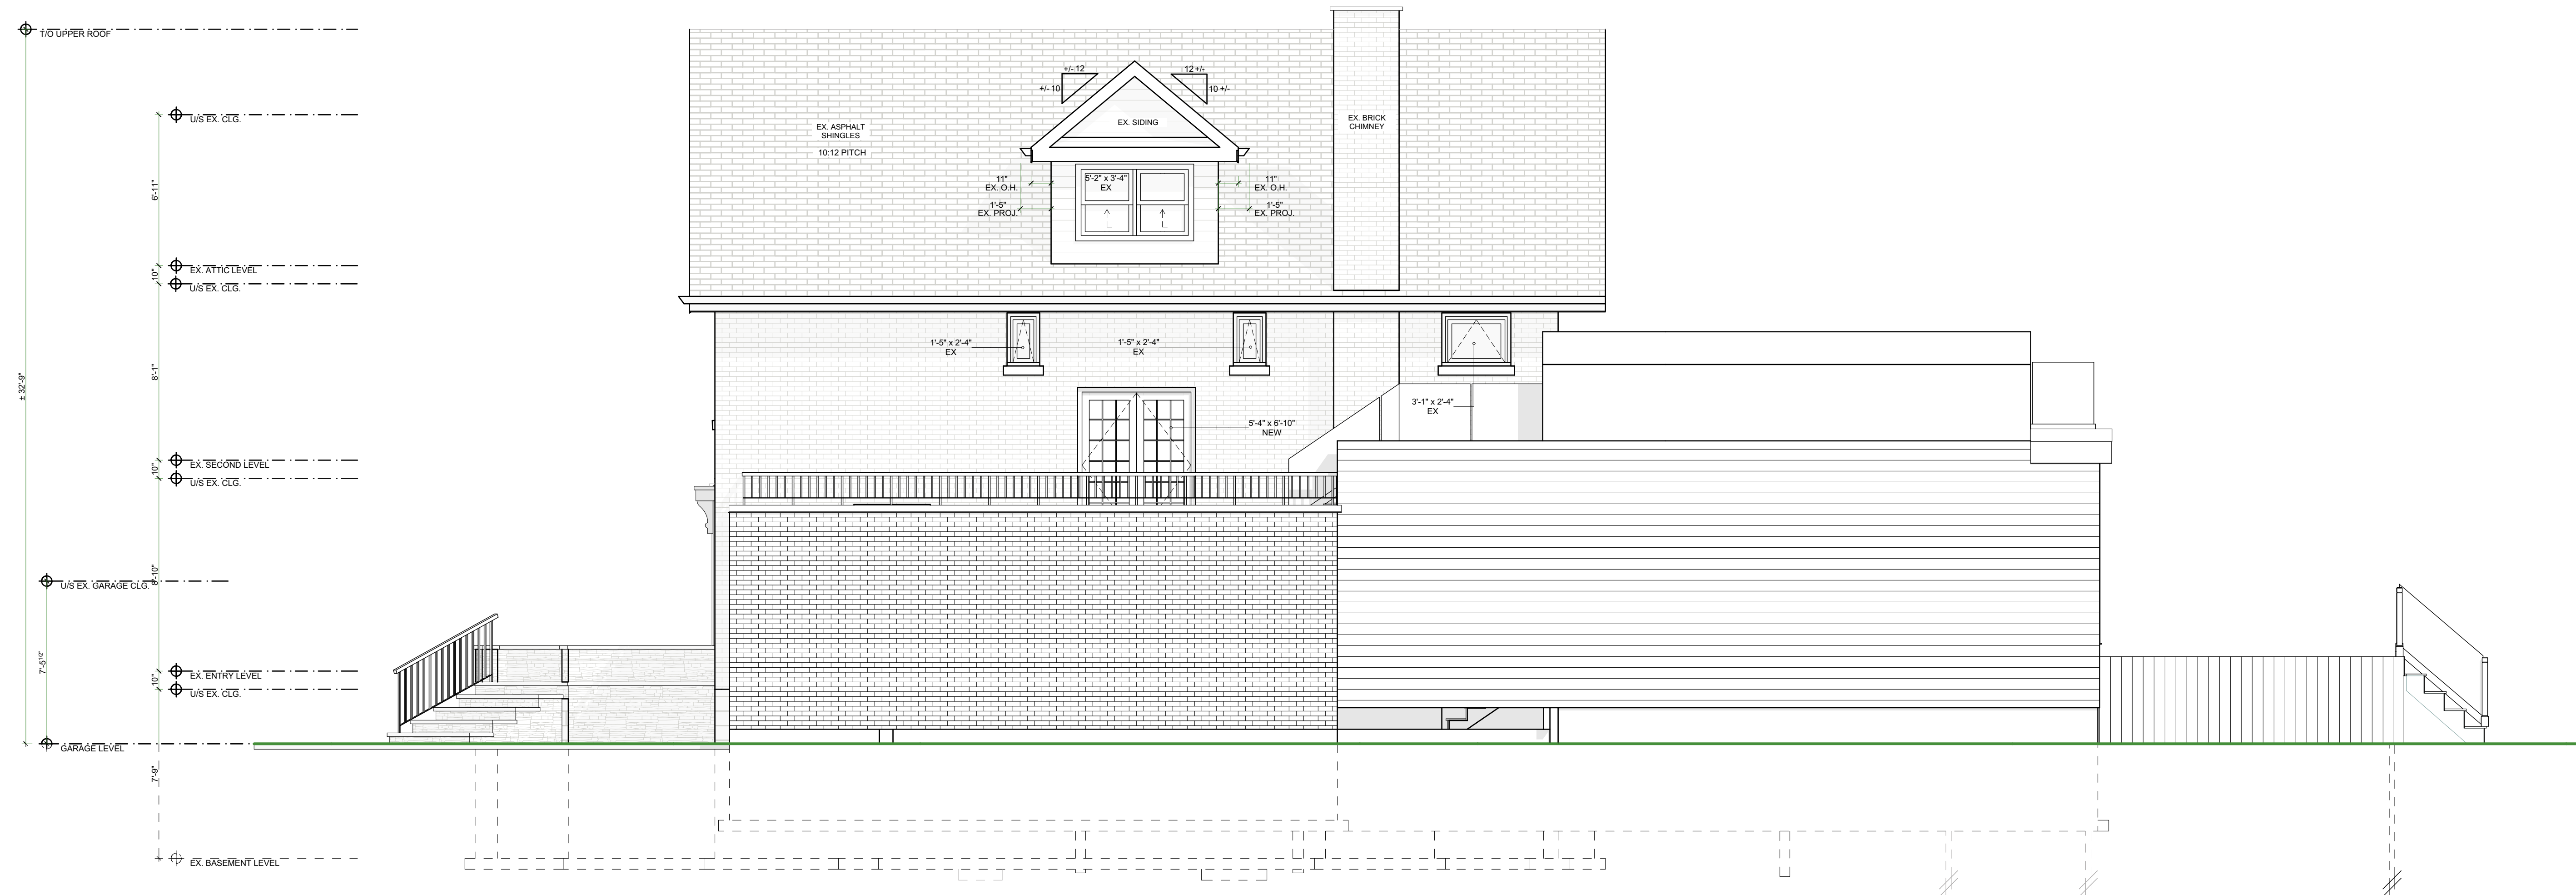 T/O UPPER ROOF
U/S EX. CLG.
6'-11"
EX. ATTIC LEVEL
10"
U/S EX. CLG.
8'-1"
± 32'-9"
EX. SECOND LEVEL
10"
U/S EX. CLG.
8'-10"
U/S EX. GARAGE CLG.
7'-5 1/2"
EX. ENTRY LEVEL
10"
U/S EX. CLG.
GARAGE LEVEL
7'-9"
EX. BASEMENT LEVEL
+/- 12
+/- 10
12 +/-
10 +/-
EX. ASPHALT
SHINGLES
10:12 PITCH
EX. SIDING
EX. BRICK
CHIMNEY
11"
EX. O.H.
1'-5"
EX. PROJ.
5'-2" x 3'-4"
EX
11"
EX. O.H.
1'-5"
EX. PROJ.
1'-5" x 2'-4"
EX
1'-5" x 2'-4"
EX
3'-1" x 2'-4"
EX
5'-4" x 6'-10"
NEW